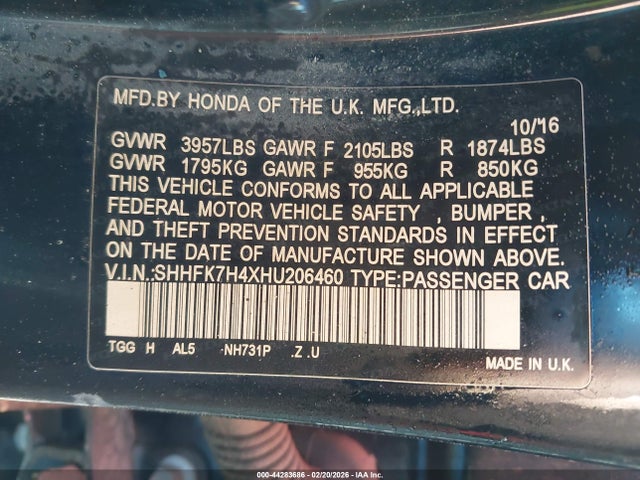 MFD.BY HONDA OF THE U.K. MFG.,LTD.
10/16
GVWR 3957LBS GAWR F 2105LBS R 1874LBS
GVWR 1795KG GAWR F 955KG R 850KG
THIS VEHICLE CONFORMS TO ALL APPLICABLE
FEDERAL MOTOR VEHICLE SAFETY , BUMPER ,
AND THEFT PREVENTION STANDARDS IN EFFECT
ON THE DATE OF MANUFACTURE SHOWN ABOVE.
V.I.N.:SHHFK7H4XHU206460 TYPE:PASSENGER CAR
TGG H AL5 NH731P .Z .U
MADE IN U.K.
000-44283686 - 02/20/2026 - IAA Inc.